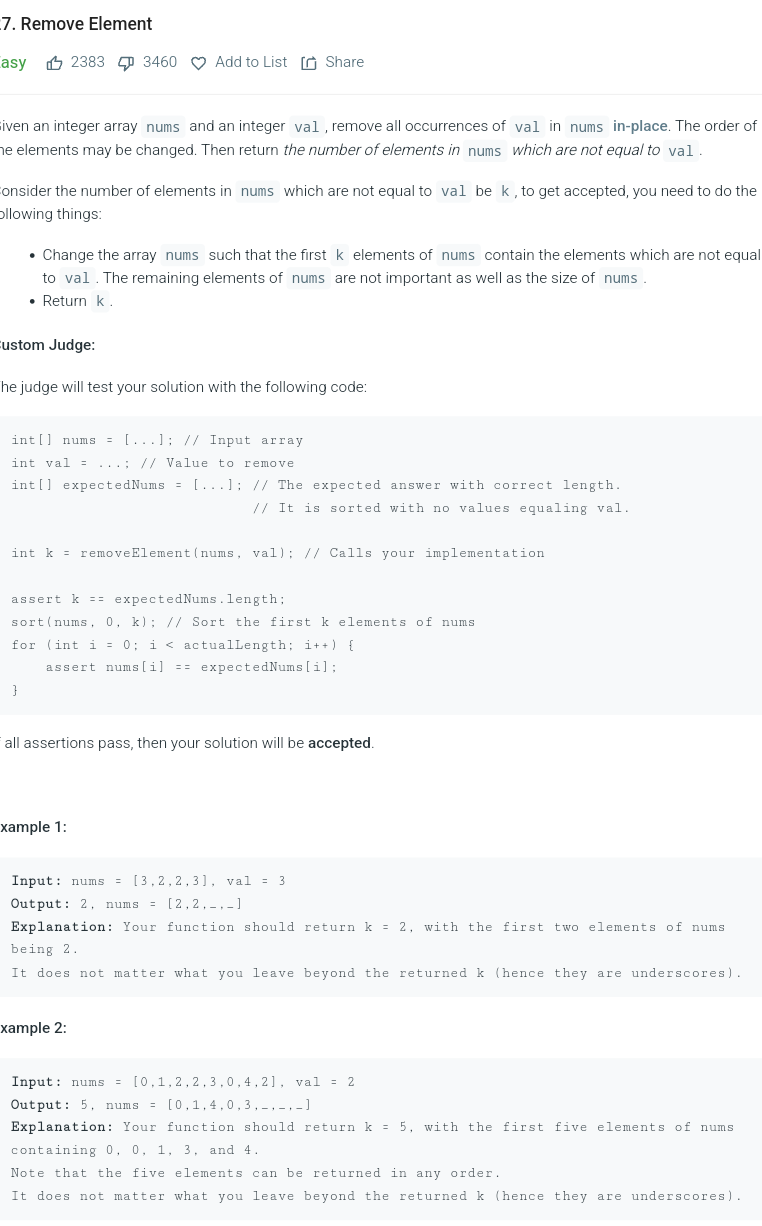 7. Remove Element
Easy 2383 3460 Add to List Share
iven an integer array nums and an integer val , remove all occurrences of val in nums in-place. The order of
he elements may be changed. Then return the number of elements in nums which are not equal to val .
onsider the number of elements in nums which are not equal to val be k , to get accepted, you need to do the
ollowing things:
• Change the array nums such that the first k elements of nums contain the elements which are not equal
to val . The remaining elements of nums are not important as well as the size of nums .
• Return k .
ustom Judge:
he judge will test your solution with the following code:
int[] nums = [...]; // Input array
int val = ...; // Value to remove
int[] expectedNums = [...]; // The expected answer with correct length.
// It is sorted with no values equaling val.
int k = removeElement(nums, val); // Calls your implementation
assert k == expectedNums.length;
sort(nums, 0, k); // Sort the first k elements of nums
for (int i = 0; i < actualLength; i++) {
assert nums[i] == expectedNums[i];
}
f all assertions pass, then your solution will be accepted.
xample 1:
Input: nums = [3,2,2,3], val = 3
Output: 2, nums = [2,2,_,_]
Explanation: Your function should return k = 2, with the first two elements of nums
being 2.
It does not matter what you leave beyond the returned k (hence they are underscores).
xample 2:
Input: nums = [0,1,2,2,3,0,4,2], val = 2
Output: 5, nums = [0,1,4,0,3,_,_,_]
Explanation: Your function should return k = 5, with the first five elements of nums
containing 0, 0, 1, 3, and 4.
Note that the five elements can be returned in any order.
It does not matter what you leave beyond the returned k (hence they are underscores).